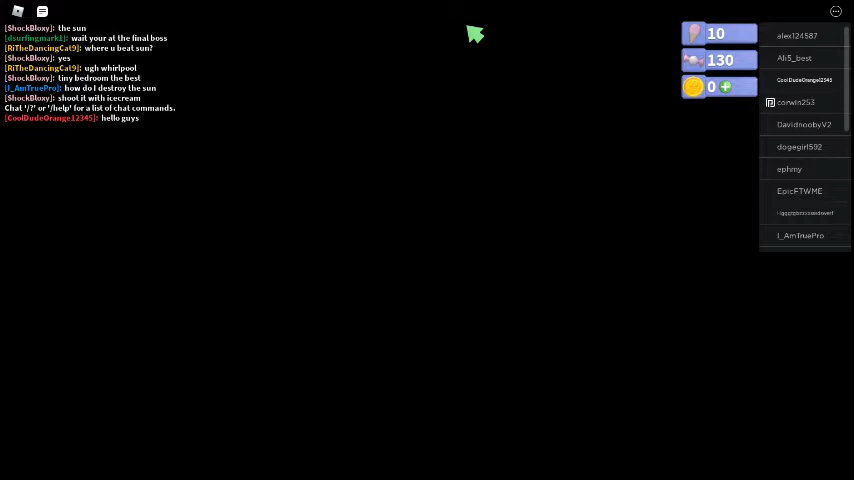 [ShockBloxy]: the sun
[dsurfingmark1]: wait your at the final boss
[RiTheDancingCat9]: where u beat sun?
[ShockBloxy]: yes
[RiTheDancingCat9]: ugh whirlpool
[ShockBloxy]: tiny bedroom the best
[I_AmTruePro]: how do I destroy the sun
[ShockBloxy]: shoot it with icecream
Chat '/?' or '/help' for a list of chat commands.
[CoolDudeOrange12345]: hello guys
10
130
0
alex124587
Ali5_best
CoolDudeOrange12345
corwin253
DavidnoobyV2
dogegirl592
ephmy
EpicFTWME
I_AmTruePro